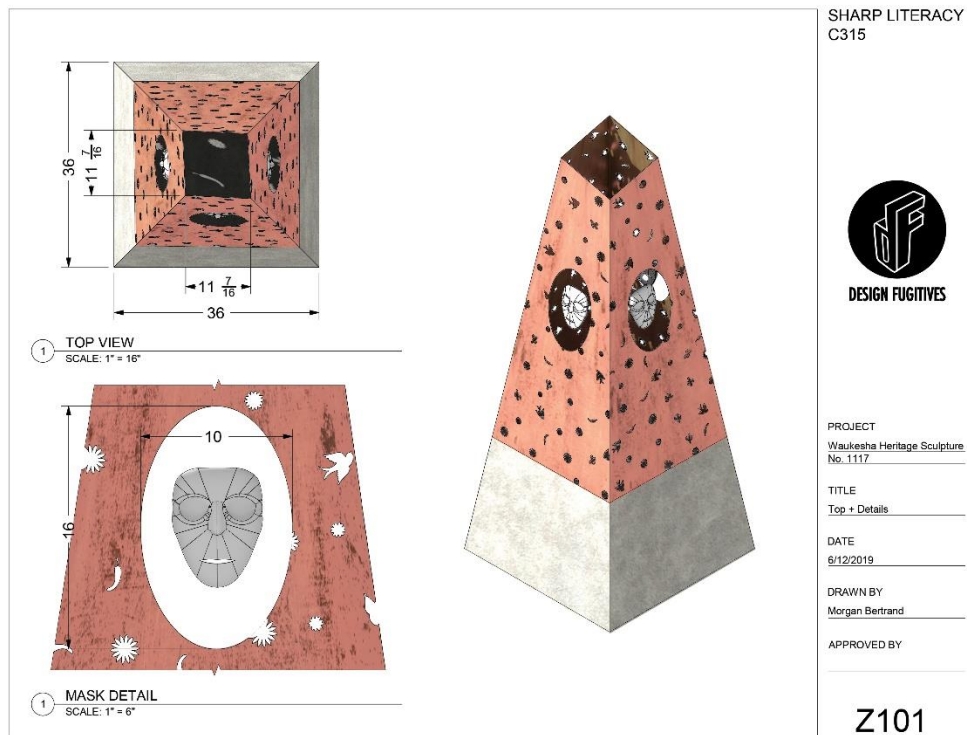 SHARP LITERACY
C315
36
11 7/16
11 7/16
36
1
TOP VIEW
SCALE: 1" = 16"
10
16
1
MASK DETAIL
SCALE: 1" = 6"
dF
DESIGN FUGITIVES
PROJECT
Waukesha Heritage Sculpture
No. 1117
TITLE
Top + Details
DATE
6/12/2019
DRAWN BY
Morgan Bertrand
APPROVED BY
Z101